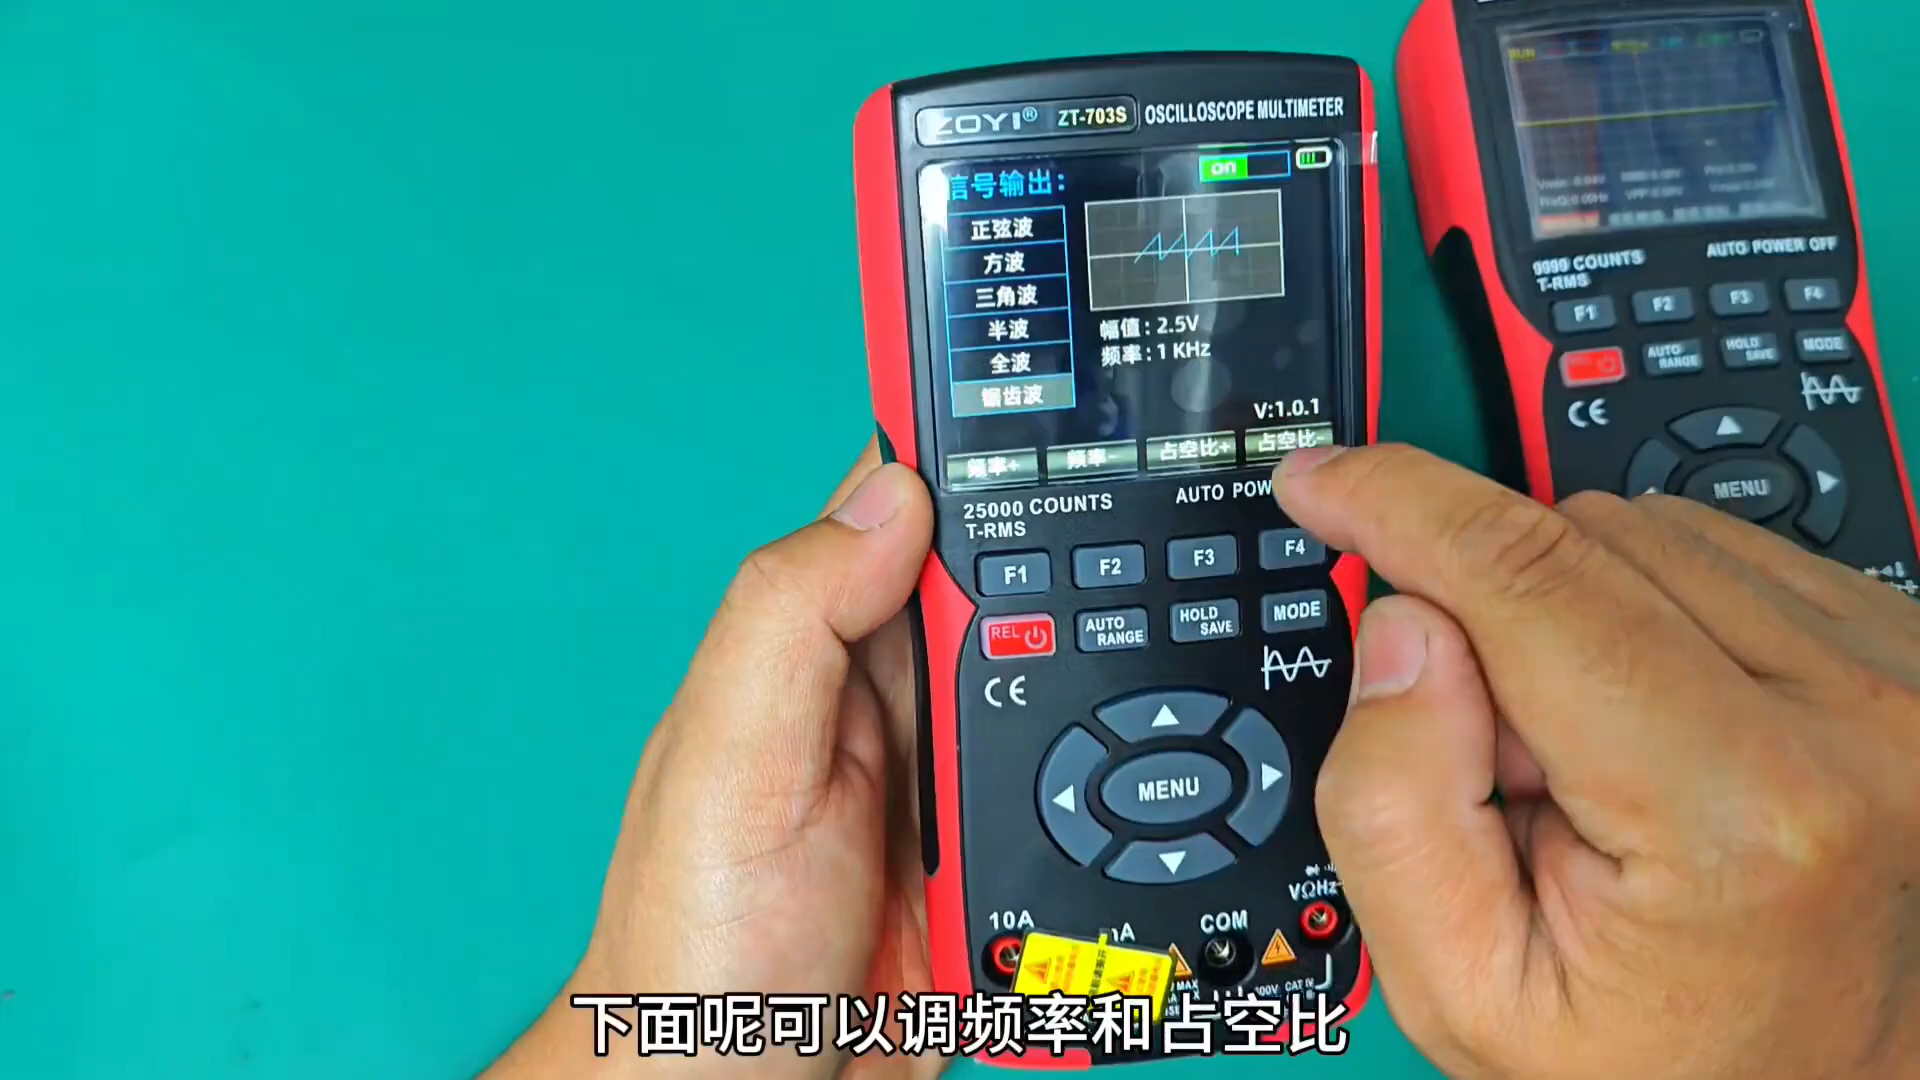 ZOYI® ZT-703S OSCILLOSCOPE MULTIMETER
信号输出: on
正弦波
方波
三角波
半波
全波
锯齿波
幅值: 2.5V
频率: 1 KHz
V:1.0.1
频率+ 频率- 占空比+ 占空比-
25000 COUNTS
T-RMS
AUTO POW
F1 F2 F3 F4
REL AUTO RANGE HOLD SAVE MODE
CE
MENU
10A COM VΩHz
RUN
9999 COUNTS
T-RMS
AUTO POWER OFF
F1 F2 F3 F4
AUTO RANGE HOLD SAVE MODE
CE
MENU
下面呢可以调频率和占空比